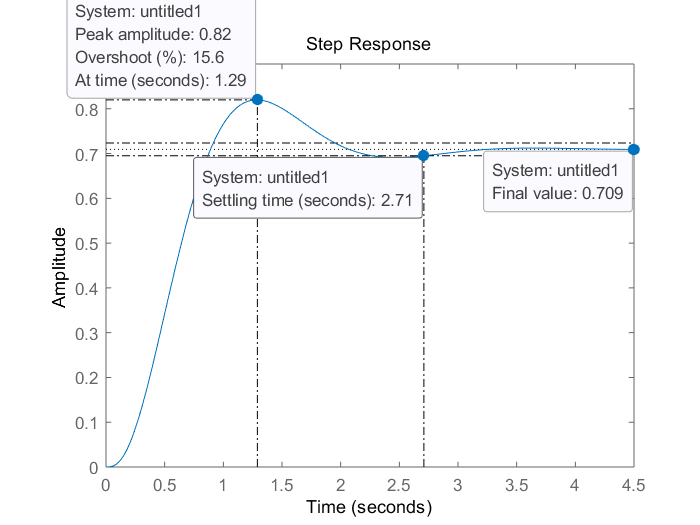 System: untitled1
Peak amplitude: 0.82
Overshoot (%): 15.6
At time (seconds): 1.29
Step Response
0.8
0.7
0.6
0.5
0.4
0.3
0.2
0.1
0
Amplitude
System: untitled1
Settling time (seconds): 2.71
System: untitled1
Final value: 0.709
0 0.5 1 1.5 2 2.5 3 3.5 4 4.5
Time (seconds)